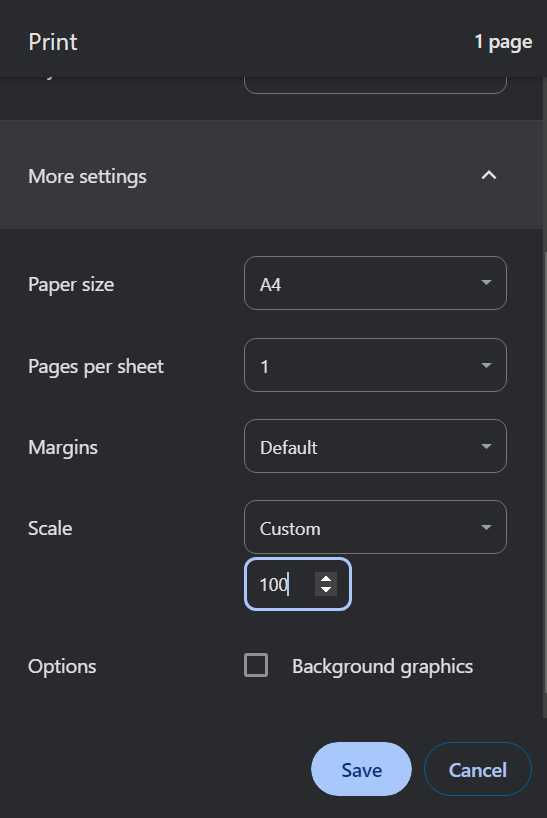 Print 1 page
More settings
Paper size A4
Pages per sheet 1
Margins Default
Scale Custom
100
Options Background graphics
Save Cancel